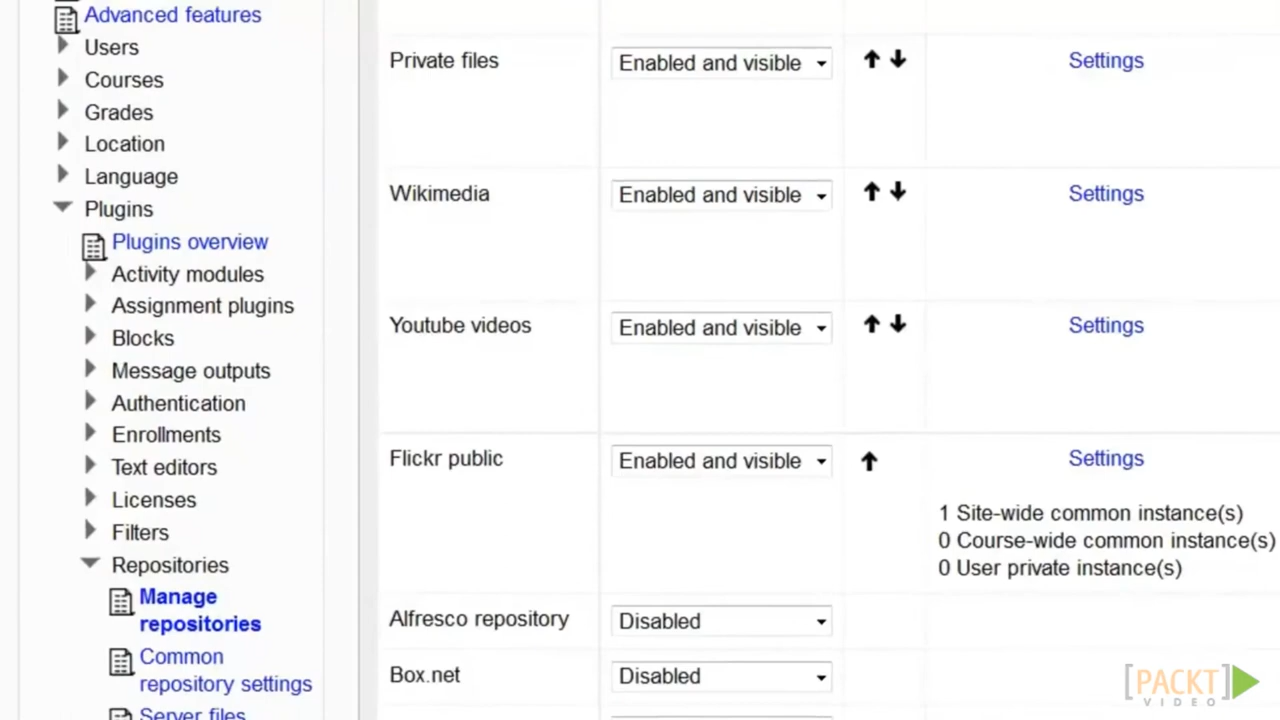 Advanced features
Users
Courses
Grades
Location
Language
Plugins
Plugins overview
Activity modules
Assignment plugins
Blocks
Message outputs
Authentication
Enrollments
Text editors
Licenses
Filters
Repositories
Manage
repositories
Common
repository settings
Server files
Private files Enabled and visible Settings
Wikimedia Enabled and visible Settings
Youtube videos Enabled and visible Settings
Flickr public Enabled and visible Settings
1 Site-wide common instance(s)
0 Course-wide common instance(s)
0 User private instance(s)
Alfresco repository Disabled
Box.net Disabled
[PACKT]
VIDEO